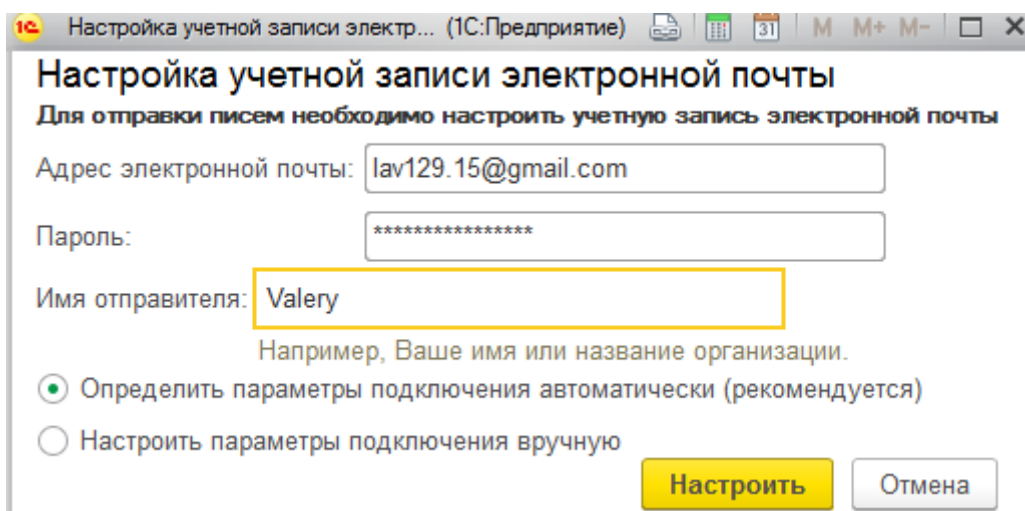 1С Настройка учетной записи электр... (1С:Предприятие) 31 M M+ M-
Настройка учетной записи электронной почты
Для отправки писем необходимо настроить учетную запись электронной почты
Адрес электронной почты: lav129.15@gmail.com
Пароль: ****************
Имя отправителя: Valery
Например, Ваше имя или название организации.
Определить параметры подключения автоматически (рекомендуется)
Настроить параметры подключения вручную
Настроить Отмена